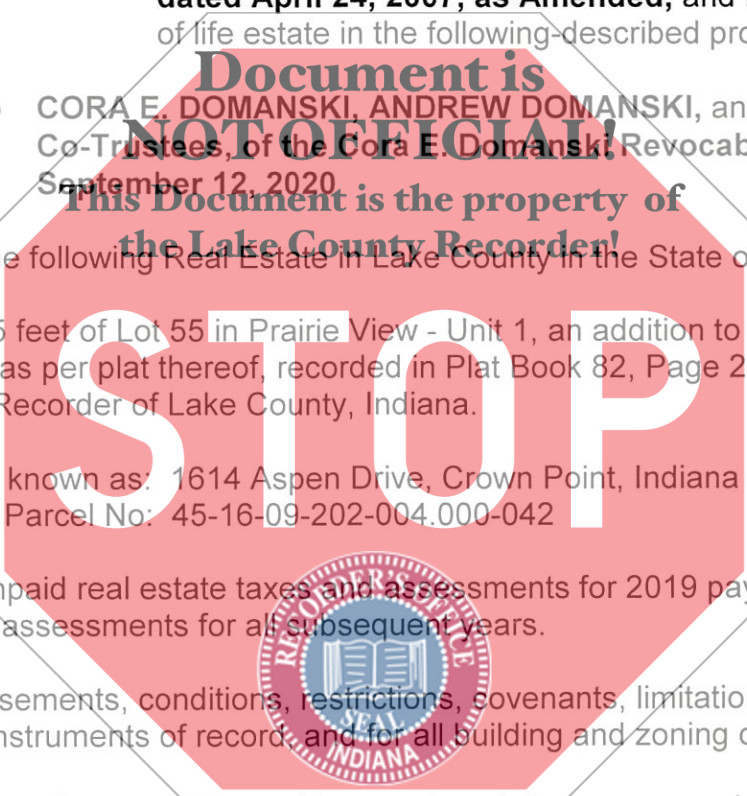 dated April 24, 2007, as Amended, and
of life estate in the following-described pro
Document is
CORA E. DOMANSKI, ANDREW DOMANSKI, an
NOT OFFICIAL!
Co-Trustees, of the Cora E. Domanski Revocab
September 12, 2020
This Document is the property of
the Lake County Recorder!
e following Real Estate in Lake County in the State o
STOP
5 feet of Lot 55 in Prairie View - Unit 1, an addition to
as per plat thereof, recorded in Plat Book 82, Page 2
Recorder of Lake County, Indiana.
known as: 1614 Aspen Drive, Crown Point, Indiana
Parcel No: 45-16-09-202-004.000-042
npaid real estate taxes and assessments for 2019 pay
assessments for all subsequent years.
RECORDER'S OFFICE
sements, conditions, restrictions, covenants, limitatio
SEAL
nstruments of record, and for all building and zoning o
INDIANA